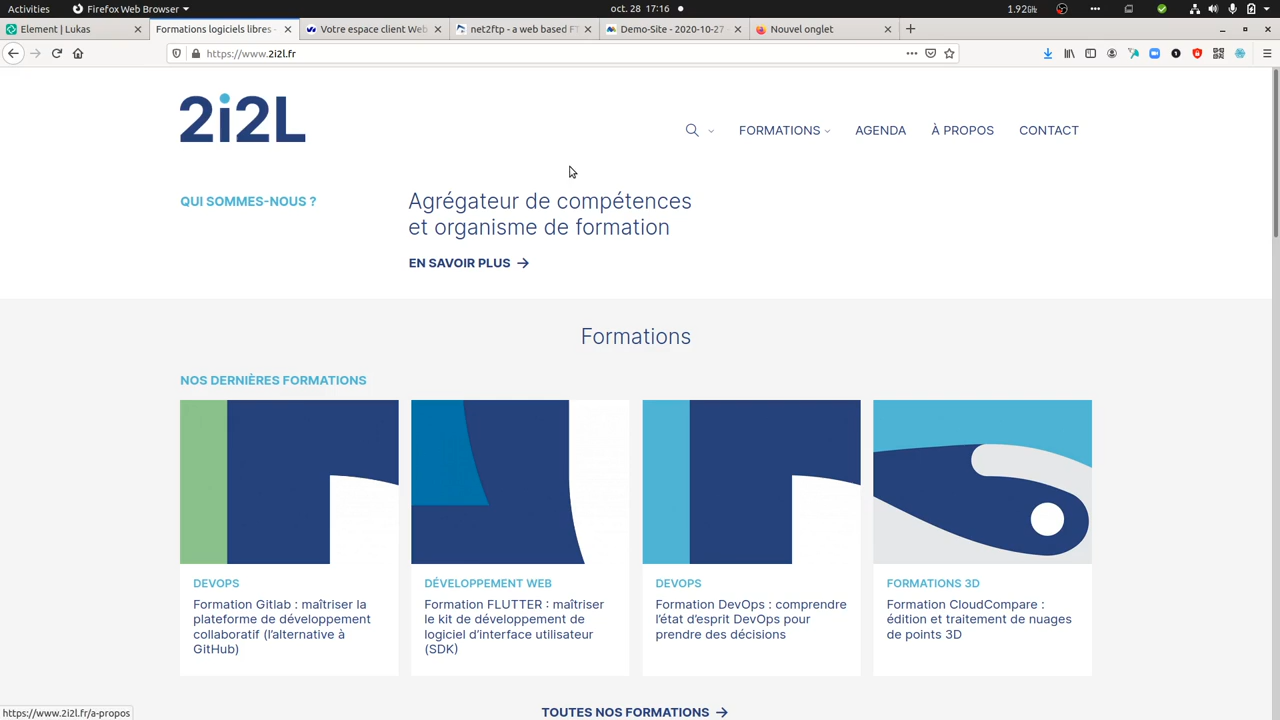 Activities
Firefox Web Browser
oct. 28 17:16
1.92Gi
Element | Lukas
Formations logiciels libres -
Votre espace client Web
net2ftp - a web based FT
Demo-Site - 2020-10-27
Nouvel onglet
https://www.2i2l.fr
2i2L
FORMATIONS
AGENDA
À PROPOS
CONTACT
QUI SOMMES-NOUS ?
Agrégateur de compétences
et organisme de formation
EN SAVOIR PLUS →
Formations
NOS DERNIÈRES FORMATIONS
DEVOPS
Formation Gitlab : maîtriser la
plateforme de développement
collaboratif (l'alternative à
GitHub)
DÉVELOPPEMENT WEB
Formation FLUTTER : maîtriser
le kit de développement de
logiciel d'interface utilisateur
(SDK)
DEVOPS
Formation DevOps : comprendre
l'état d'esprit DevOps pour
prendre des décisions
FORMATIONS 3D
Formation CloudCompare :
édition et traitement de nuages
de points 3D
https://www.2i2l.fr/a-propos
TOUTES NOS FORMATIONS →